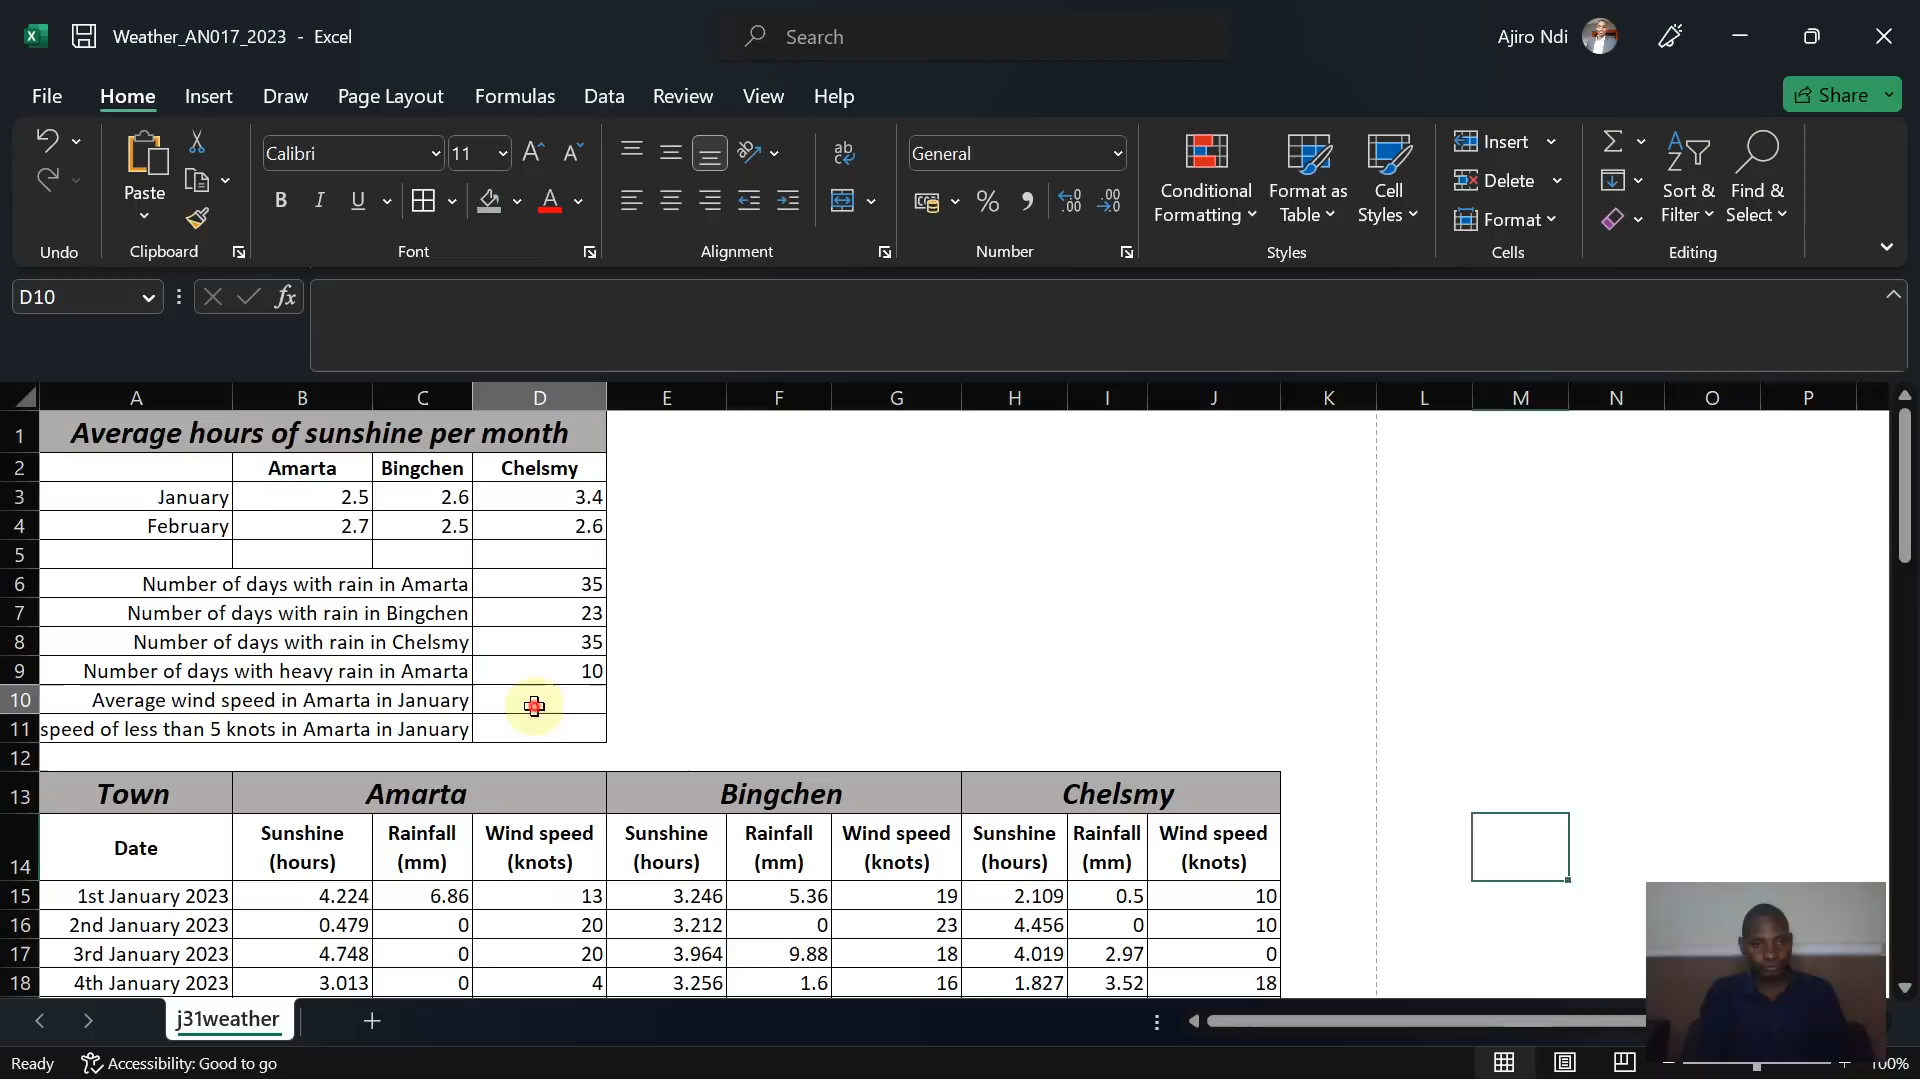 Weather_AN017_2023 - Excel
Search
Ajiro Ndi
File Home Insert Draw Page Layout Formulas Data Review View Help
Share
Paste
Calibri 11
B I U
General
Conditional Formatting
Format as Table
Cell Styles
Insert
Delete
Format
Sort & Filter
Find & Select
Undo Clipboard Font Alignment Number Styles Cells Editing
D10 fx
A B C D E F G H I J K L M N O P
1 Average hours of sunshine per month
2 Amarta Bingchen Chelsmy
3 January 2.5 2.6 3.4
4 February 2.7 2.5 2.6
5
6 Number of days with rain in Amarta 35
7 Number of days with rain in Bingchen 23
8 Number of days with rain in Chelsmy 35
9 Number of days with heavy rain in Amarta 10
10 Average wind speed in Amarta in January
11 speed of less than 5 knots in Amarta in January
12
13 Town Amarta Bingchen Chelsmy
14 Date Sunshine (hours) Rainfall (mm) Wind speed (knots) Sunshine (hours) Rainfall (mm) Wind speed (knots) Sunshine (hours) Rainfall (mm) Wind speed (knots)
15 1st January 2023 4.224 6.86 13 3.246 5.36 19 2.109 0.5 10
16 2nd January 2023 0.479 0 20 3.212 0 23 4.456 0 10
17 3rd January 2023 4.748 0 20 3.964 9.88 18 4.019 2.97 0
18 4th January 2023 3.013 0 4 3.256 1.6 16 1.827 3.52 18
j31weather
Ready Accessibility: Good to go 100%